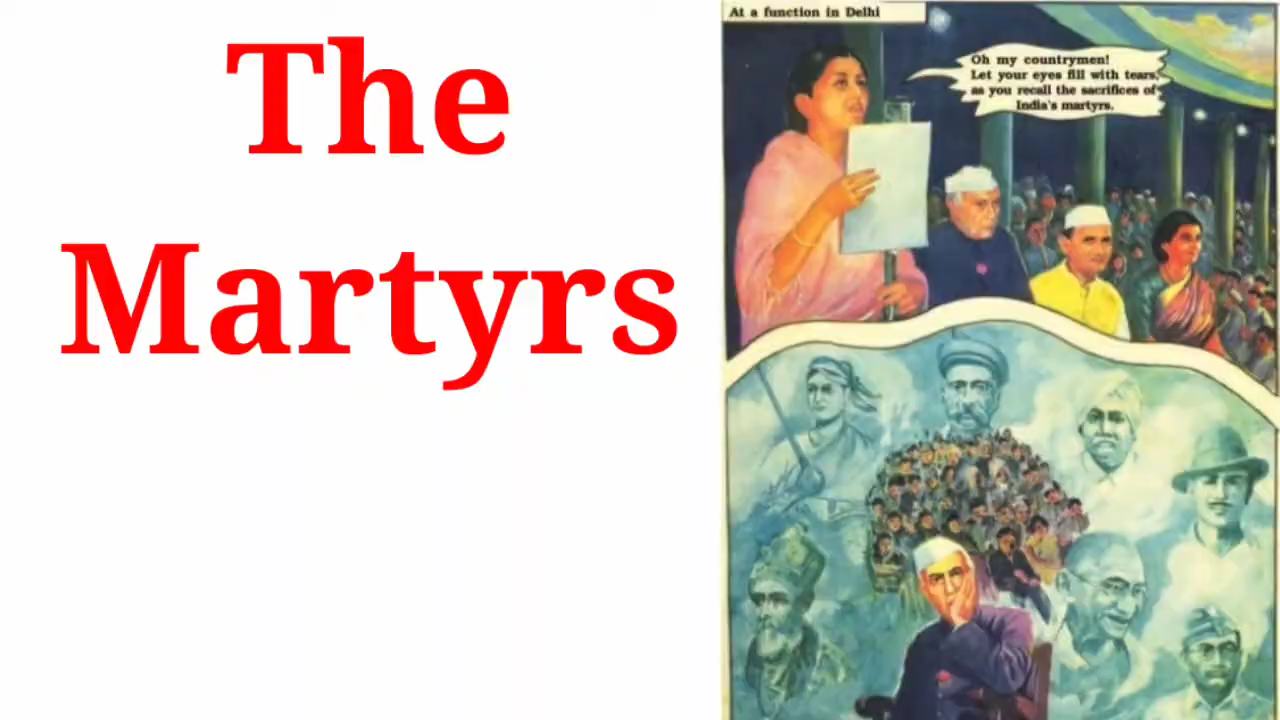 The
Martyrs
At a function in Delhi
Oh my countrymen!
Let your eyes fill with tears,
as you recall the sacrifices of
India's martyrs.